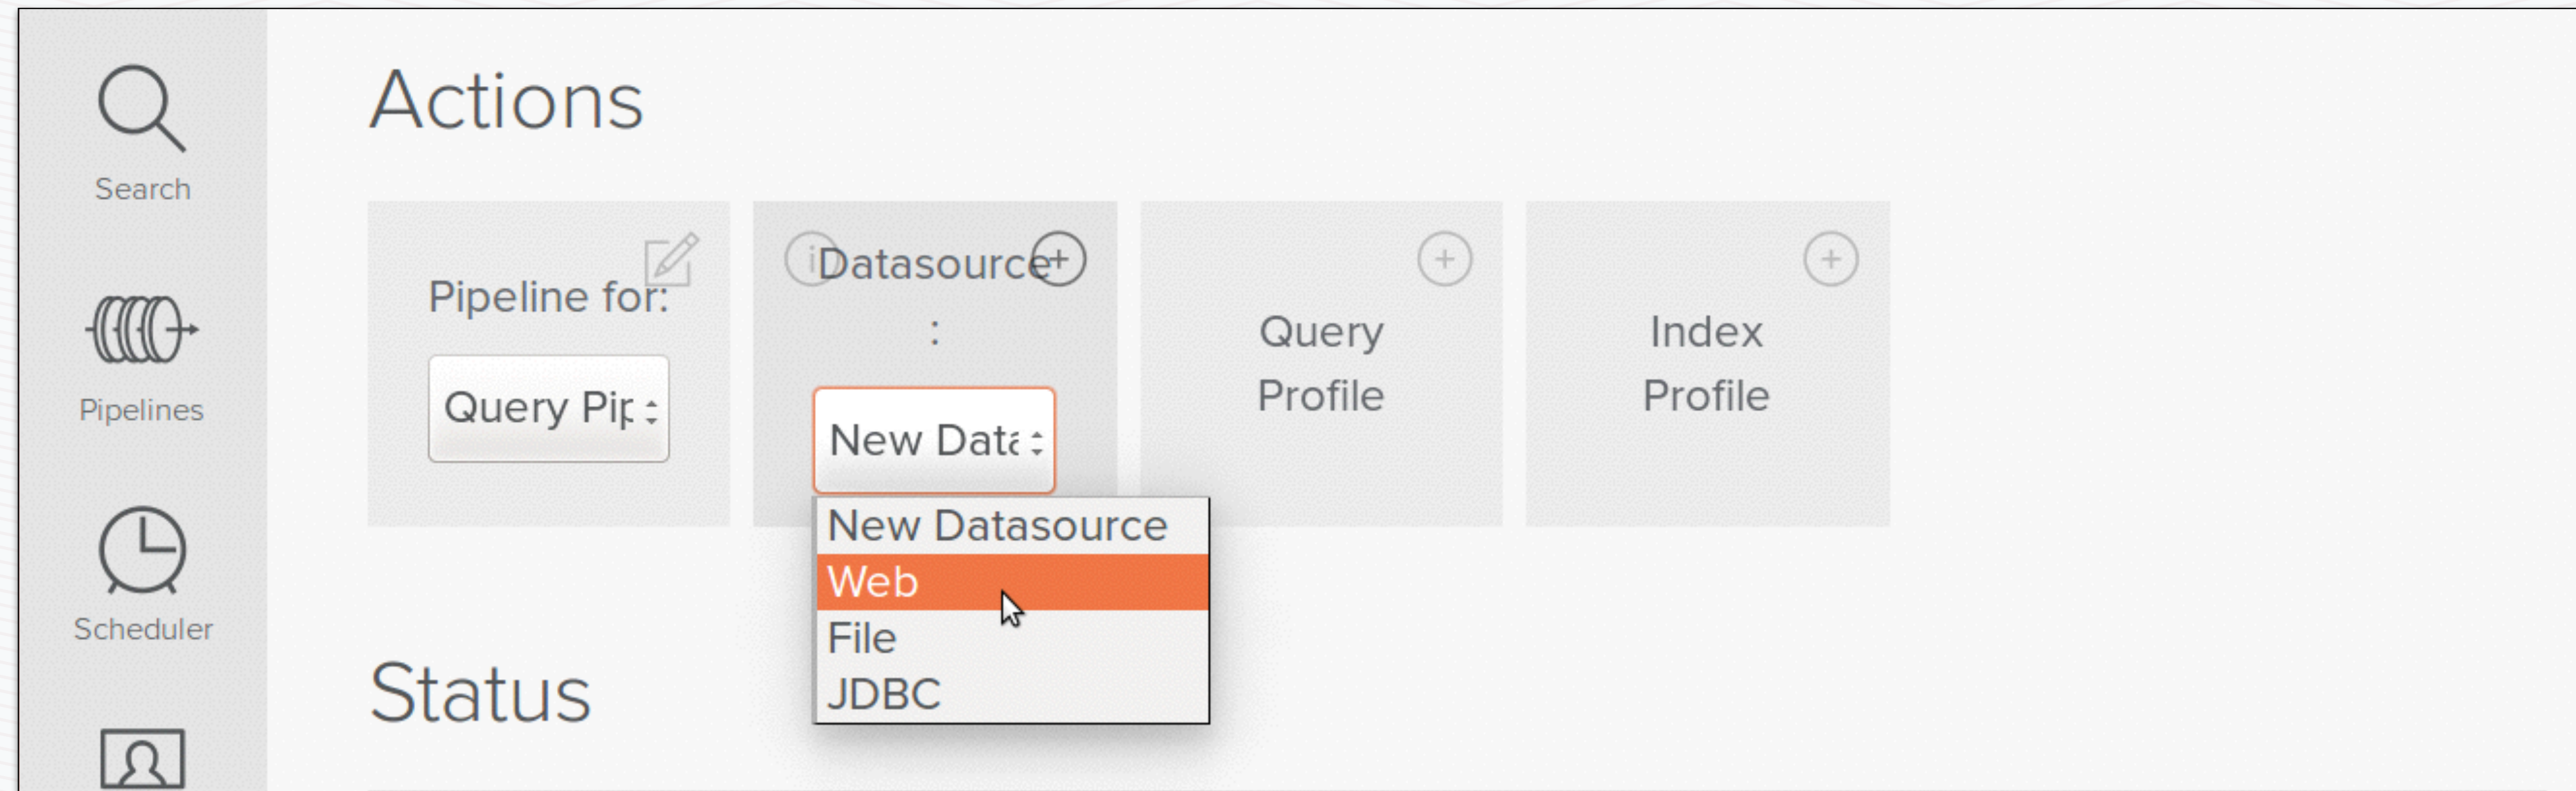 Search
Pipelines
Scheduler
Actions
Pipeline for:
Query Pip
Datasource
:
New Data
New Datasource
Web
File
JDBC
Query
Profile
Index
Profile
Status